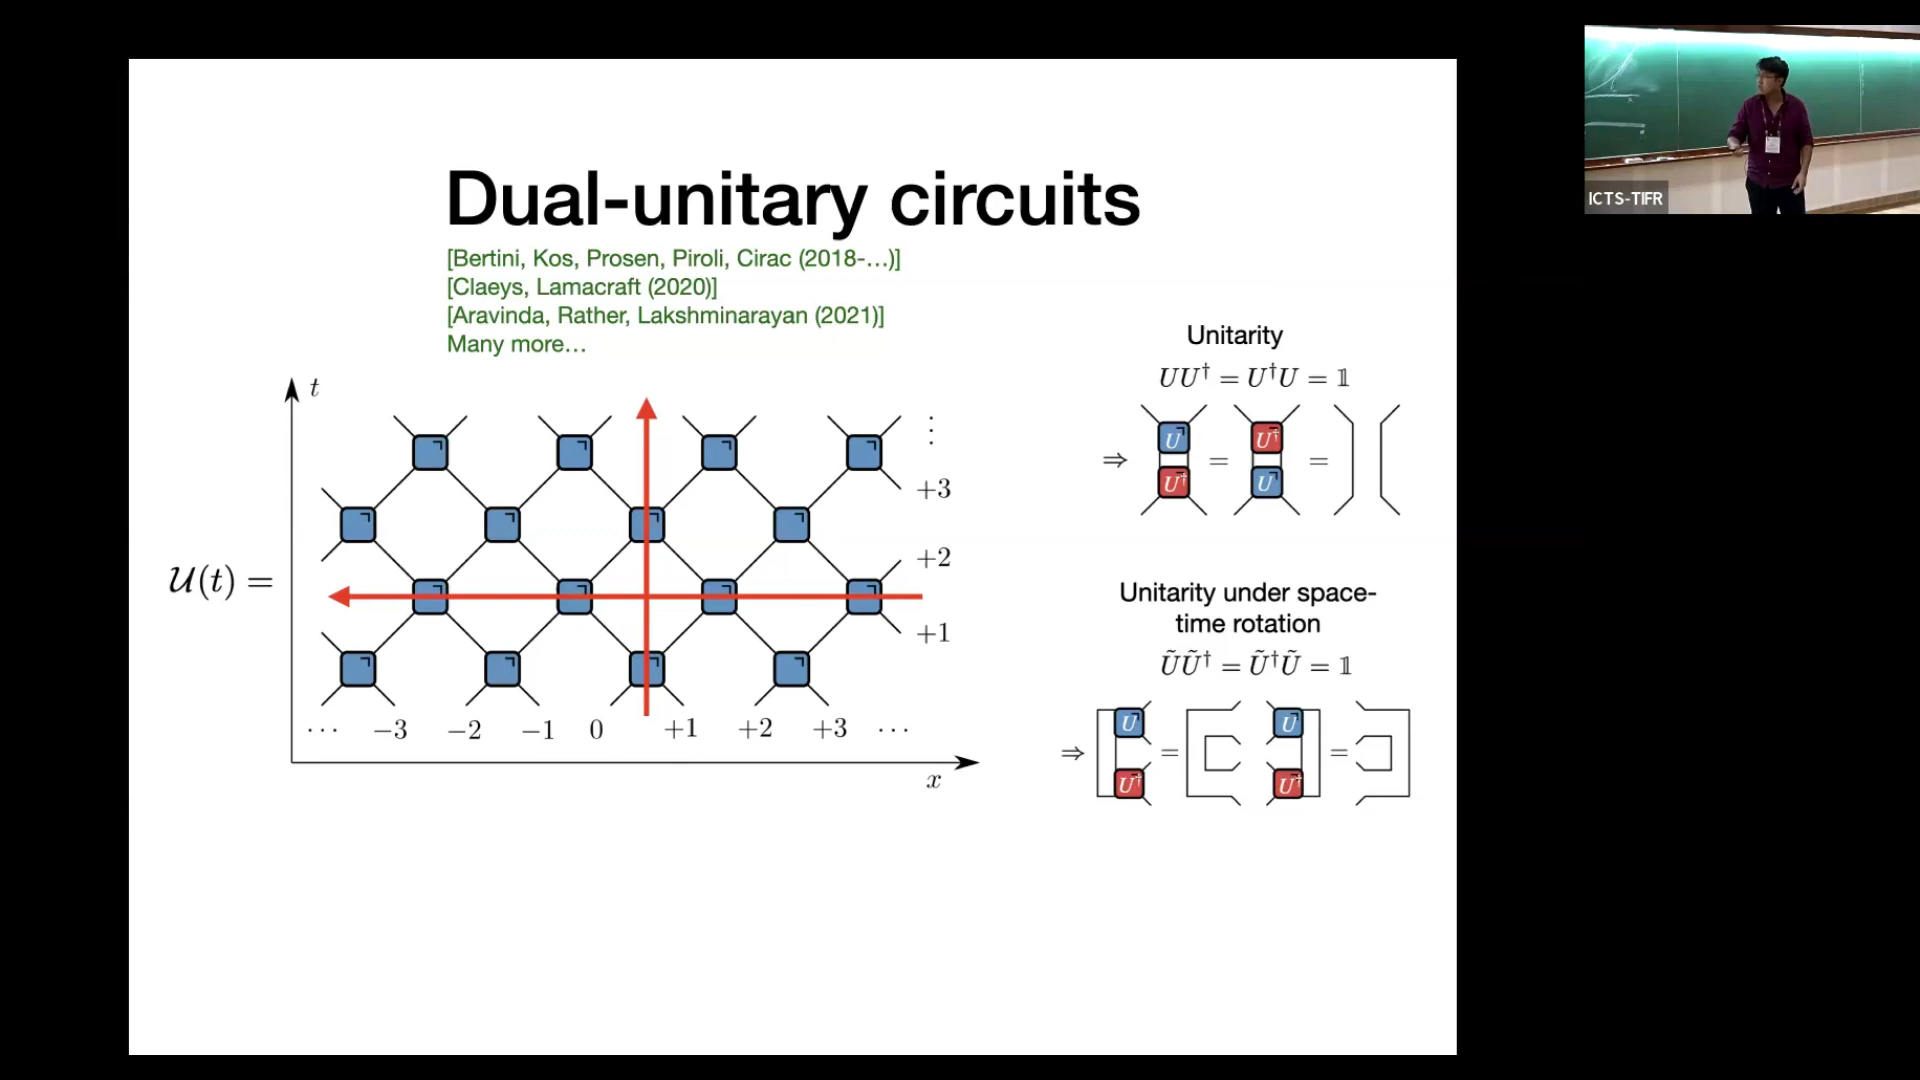 Dual-unitary circuits
[Bertini, Kos, Prosen, Piroli, Cirac (2018-…)]
[Claeys, Lamacraft (2020)]
[Aravinda, Rather, Lakshminarayan (2021)]
Many more…
t
⋮
+3
+2
+1
𝒰(t) =
⋯ −3 −2 −1 0 +1 +2 +3 ⋯
x
Unitarity
UU† = U†U = 𝟙
⇒ U U† = U† U =
Unitarity under space-
time rotation
ŨŨ† = Ũ†Ũ = 𝟙
⇒ U U† = U U† =
ICTS-TIFR